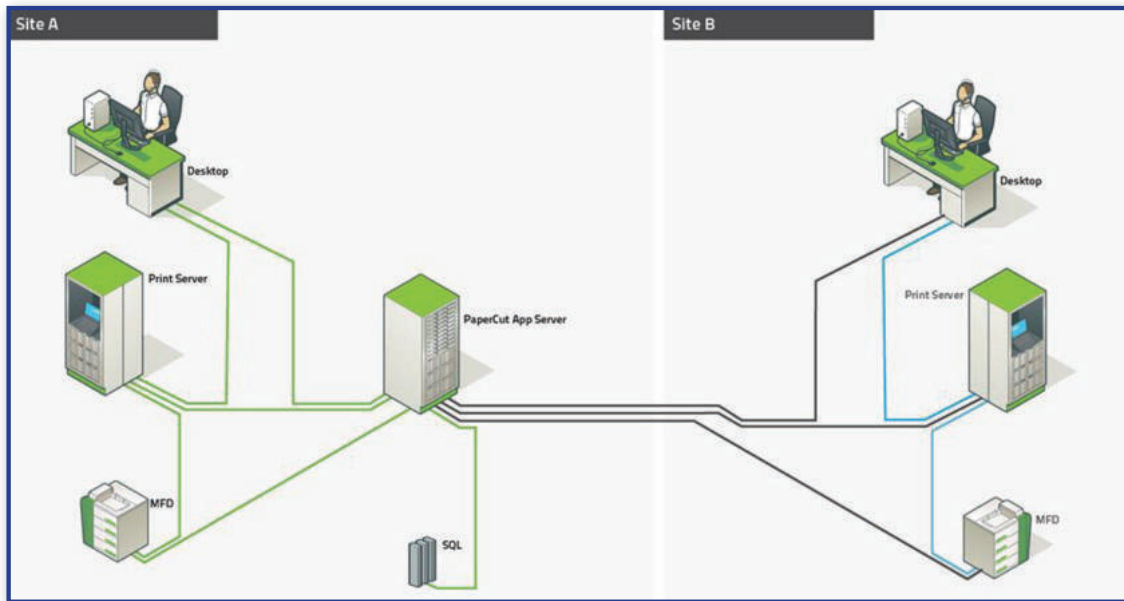 Site A
Site B
Desktop
Desktop
Print Server
Print Server
PaperCut App Server
MFD
SQL
MFD